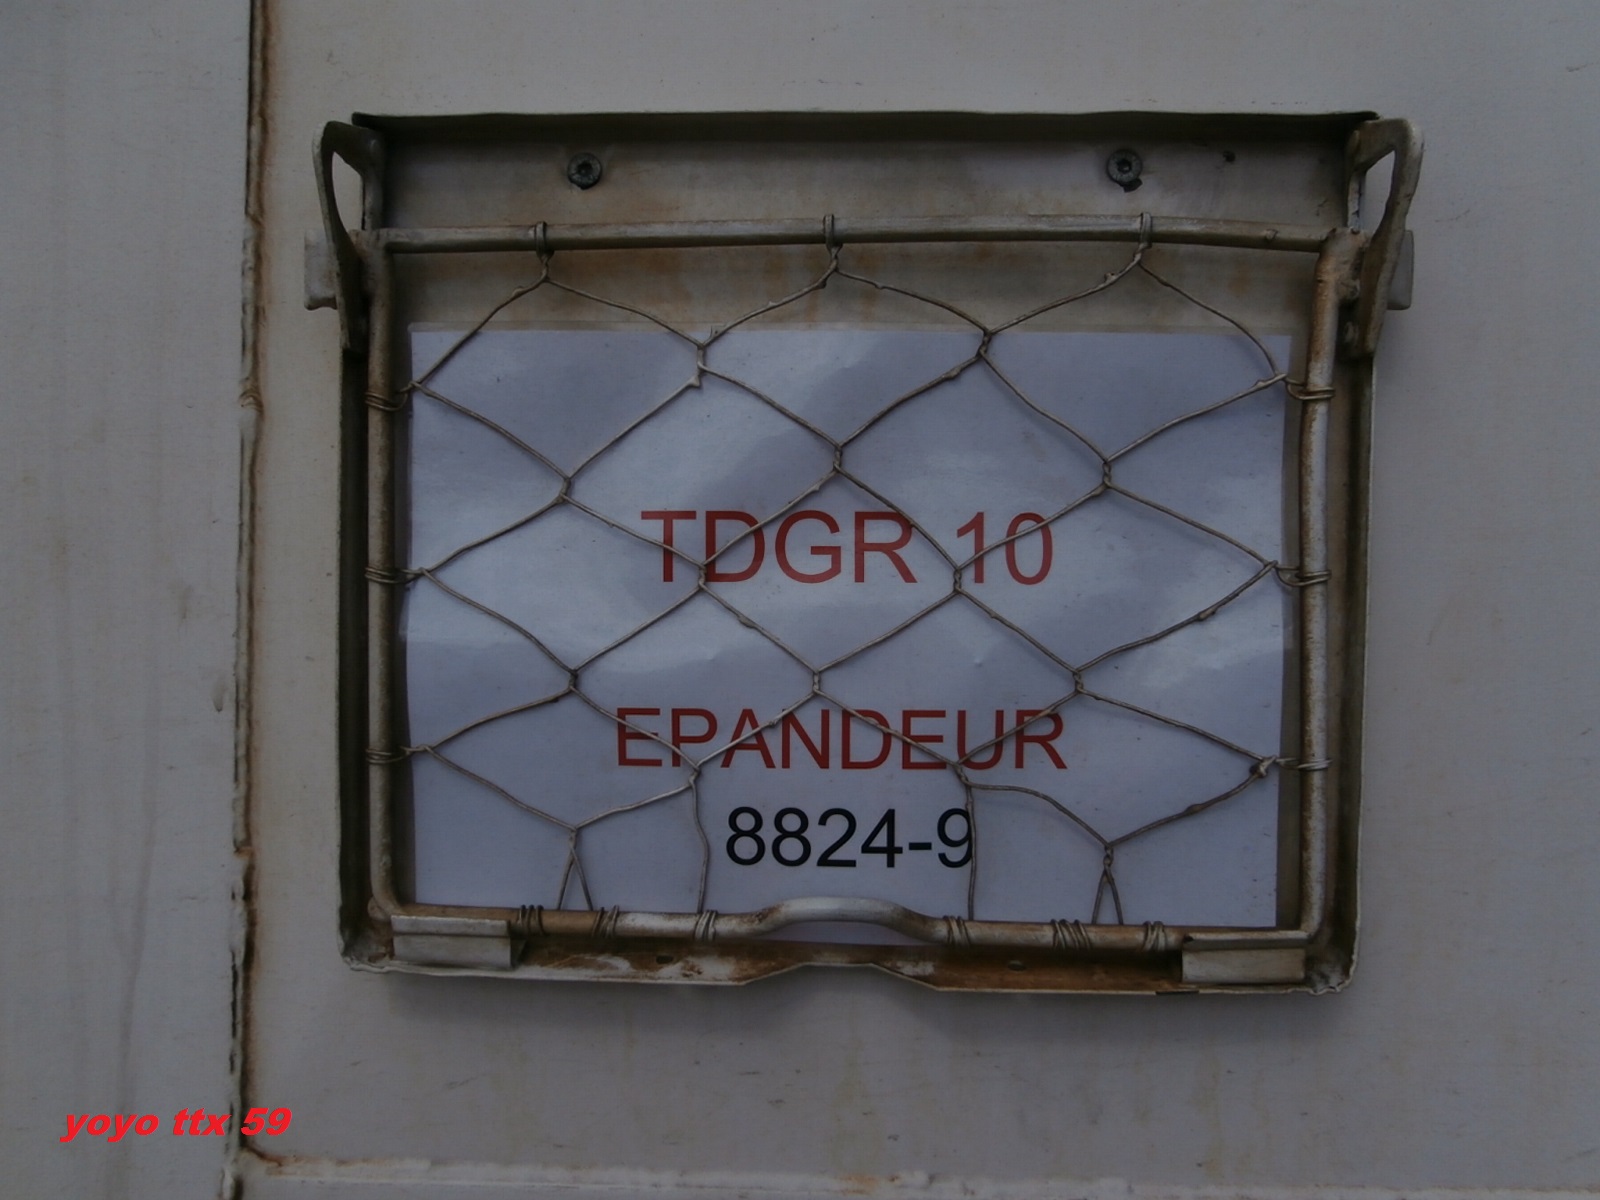 TDGR 10
EPANDEUR
8824-9
yoyo ttx 59